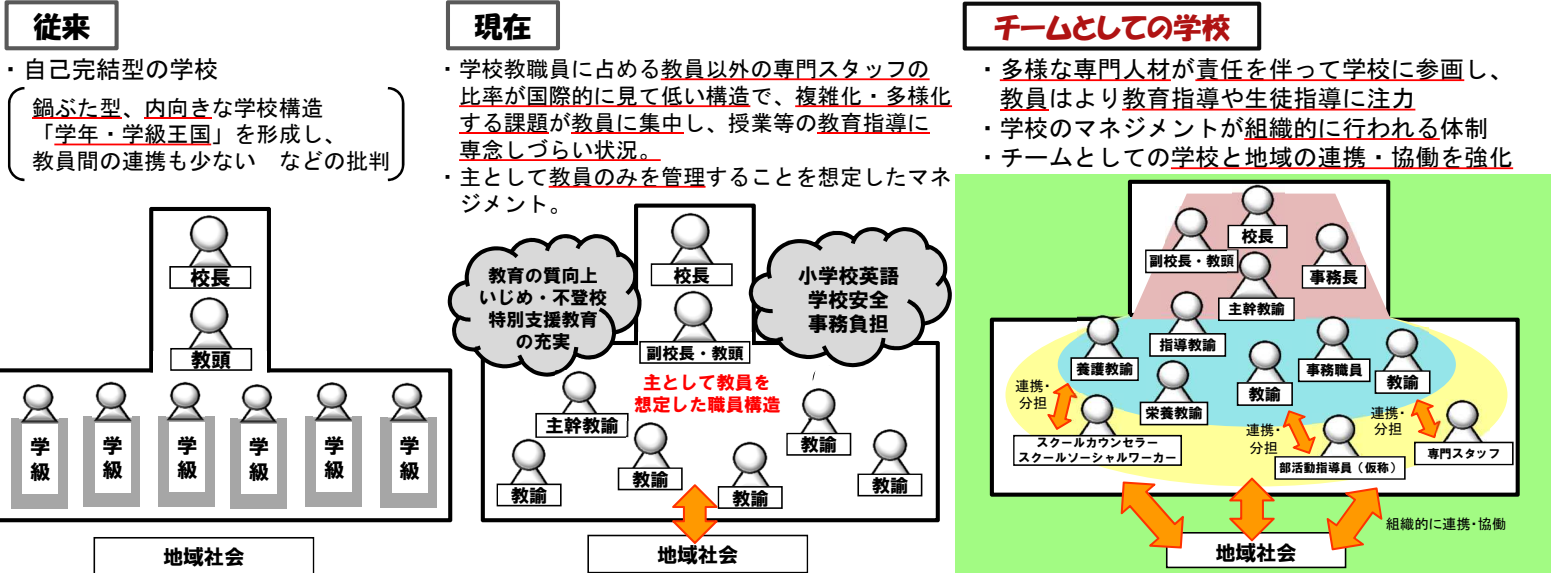 従来
・自己完結型の学校
鍋ぶた型、内向きな学校構造
「学年・学級王国」を形成し、
教員間の連携も少ない　などの批判
校長
教頭
学級
学級
学級
学級
学級
学級
地域社会
現在
・学校教職員に占める教員以外の専門スタッフの
比率が国際的に見て低い構造で、複雑化・多様化
する課題が教員に集中し、授業等の教育指導に
専念しづらい状況。
・主として教員のみを管理することを想定したマネ
ジメント。
教育の質向上
いじめ・不登校
特別支援教育
の充実
校長
小学校英語
学校安全
事務負担
副校長・教頭
主として教員を
想定した職員構造
主幹教諭
教諭
教諭
教諭
教諭
教諭
地域社会
チームとしての学校
・多様な専門人材が責任を伴って学校に参画し、
教員はより教育指導や生徒指導に注力
・学校のマネジメントが組織的に行われる体制
・チームとしての学校と地域の連携・協働を強化
校長
副校長・教頭
事務長
主幹教諭
指導教諭
養護教諭
事務職員
教諭
教諭
栄養教諭
連携・
分担
連携・
分担
連携・
分担
スクールカウンセラー
スクールソーシャルワーカー
部活動指導員（仮称）
専門スタッフ
組織的に連携・協働
地域社会